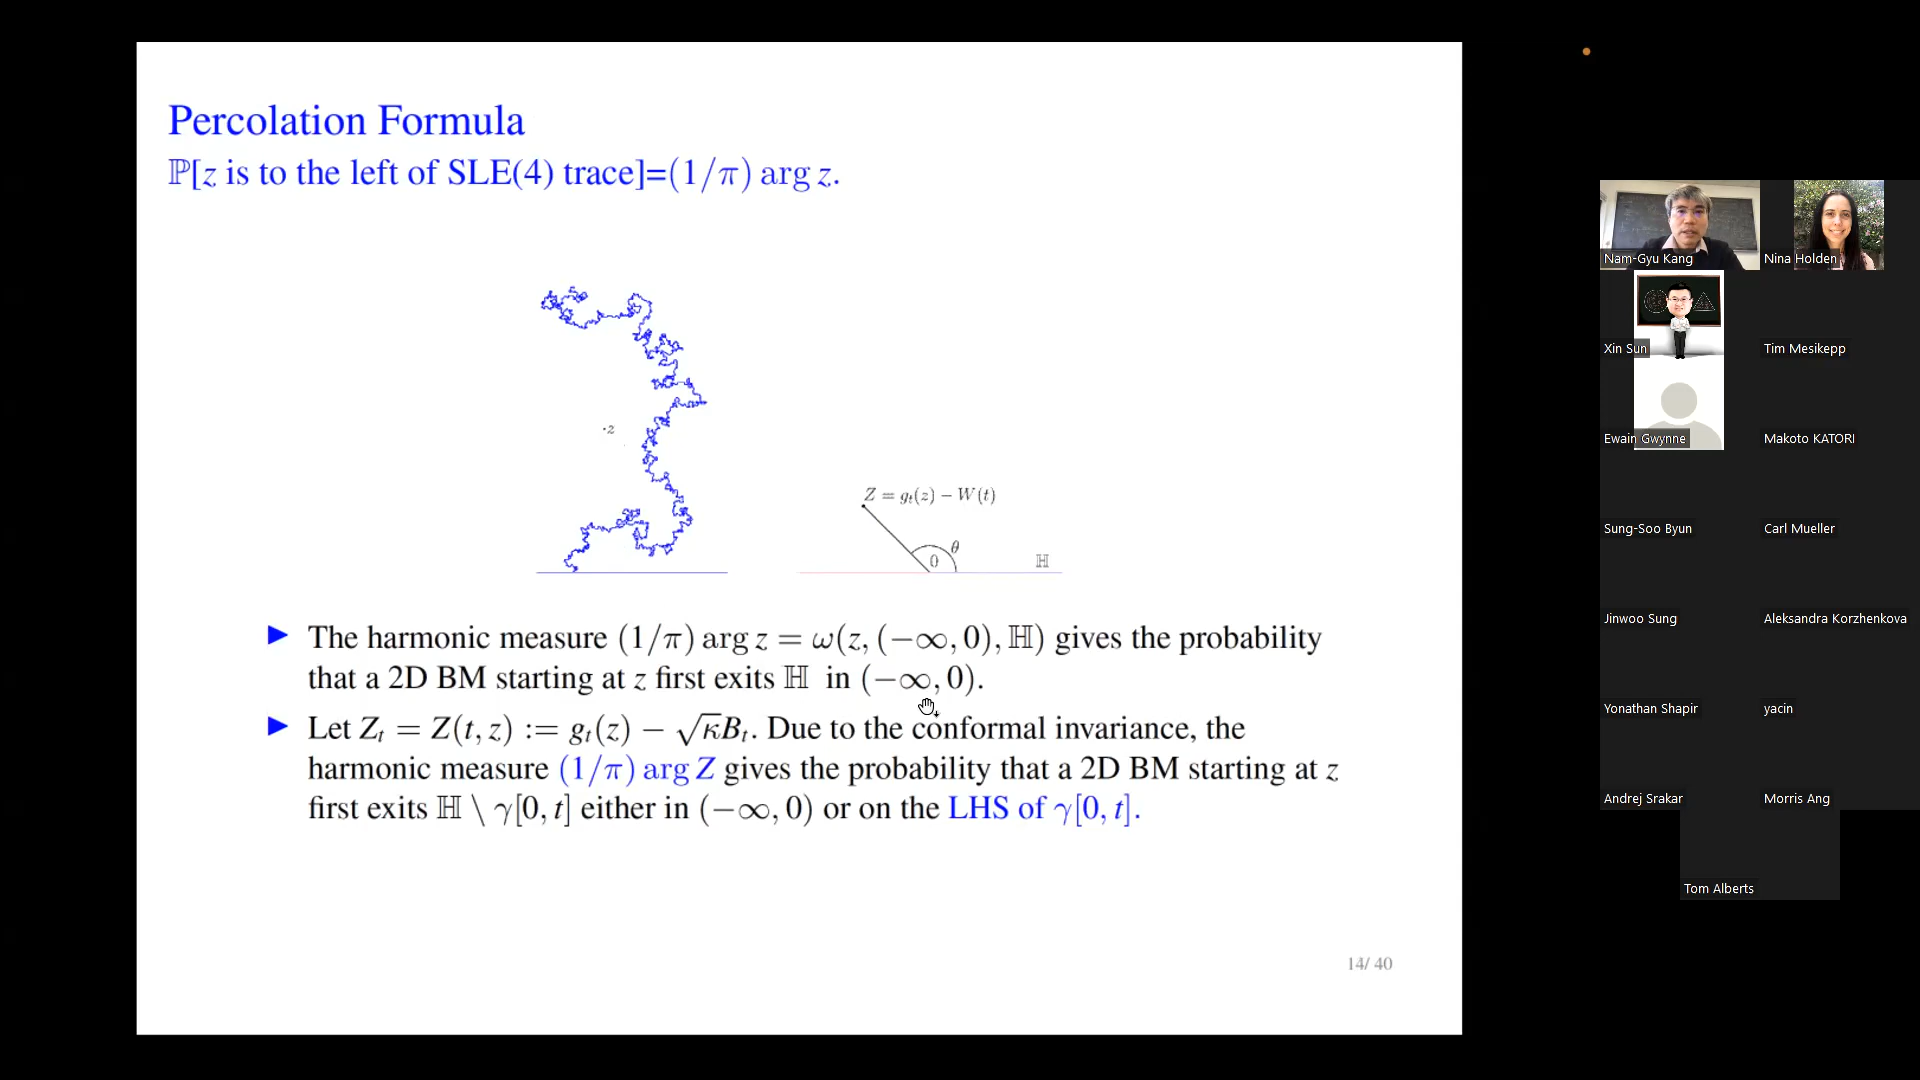 Percolation Formula
ℙ[z is to the left of SLE(4) trace]=(1/π) arg z.
·z
Z = gₜ(z) − W(t)
θ
0
ℍ
▶ The harmonic measure (1/π) arg z = ω(z, (−∞, 0), ℍ) gives the probability
that a 2D BM starting at z first exits ℍ in (−∞, 0).
▶ Let Zₜ = Z(t, z) := gₜ(z) − √κBₜ. Due to the conformal invariance, the
harmonic measure (1/π) arg Z gives the probability that a 2D BM starting at z
first exits ℍ \ γ[0, t] either in (−∞, 0) or on the LHS of γ[0, t].
14/ 40
Nam-Gyu Kang
Nina Holden
Xin Sun
Tim Mesikepp
Ewain Gwynne
Makoto KATORI
Sung-Soo Byun
Carl Mueller
Jinwoo Sung
Aleksandra Korzhenkova
Yonathan Shapir
yacin
Andrej Srakar
Morris Ang
Tom Alberts